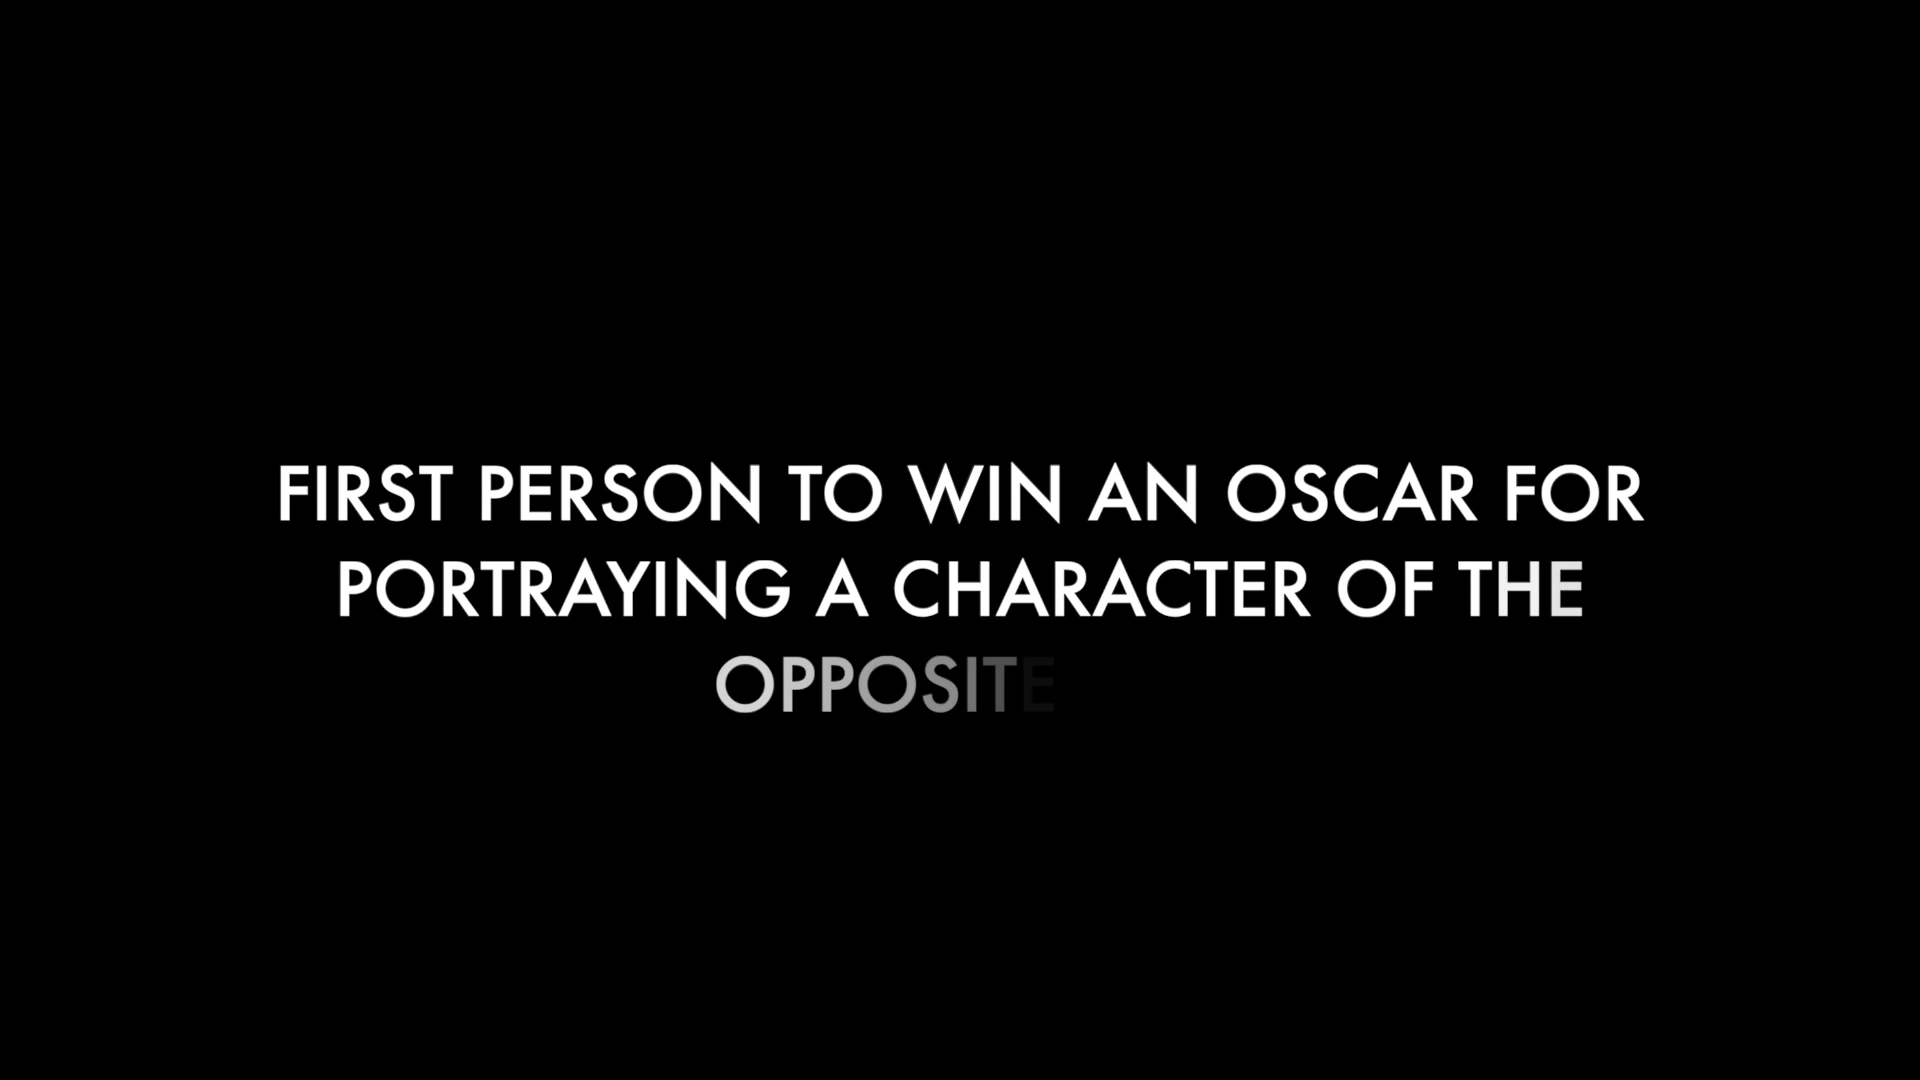 FIRST PERSON TO WIN AN OSCAR FOR
PORTRAYING A CHARACTER OF THE
OPPOSITE